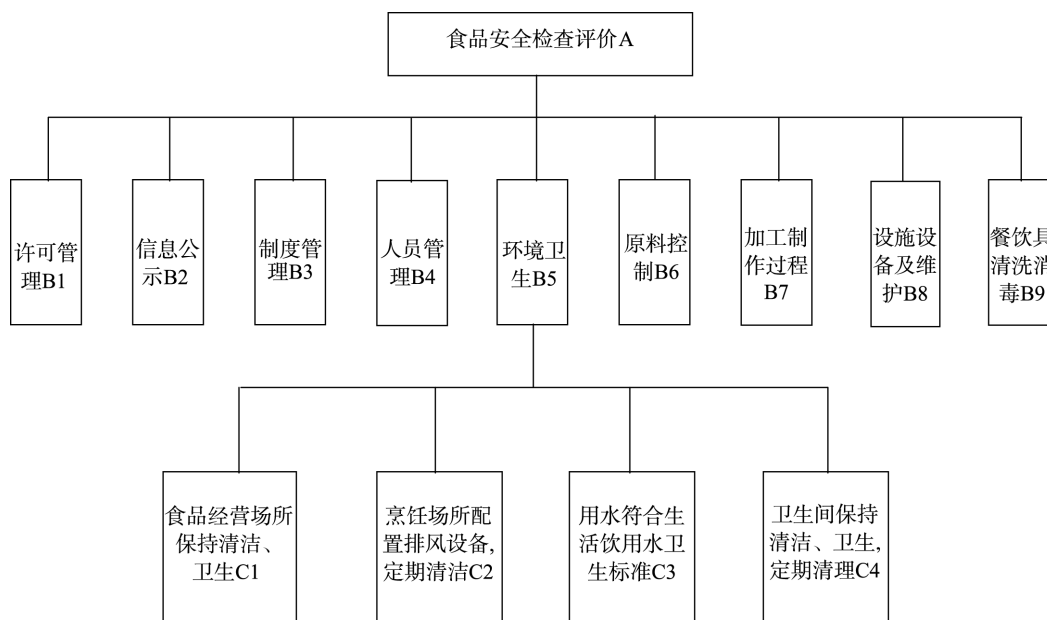 食品安全检查评价A
许可管
理B1
信息公
示B2
制度管
理B3
人员管
理B4
环境卫
生B5
原料控
制B6
加工制
作过程
B7
设施设
备及维
护B8
餐饮具
清洗消
毒B9
食品经营场所
保持清洁、
卫生C1
烹饪场所配
置排风设备,
定期清洁C2
用水符合生
活饮用水卫
生标准C3
卫生间保持
清洁、卫生,
定期清理C4